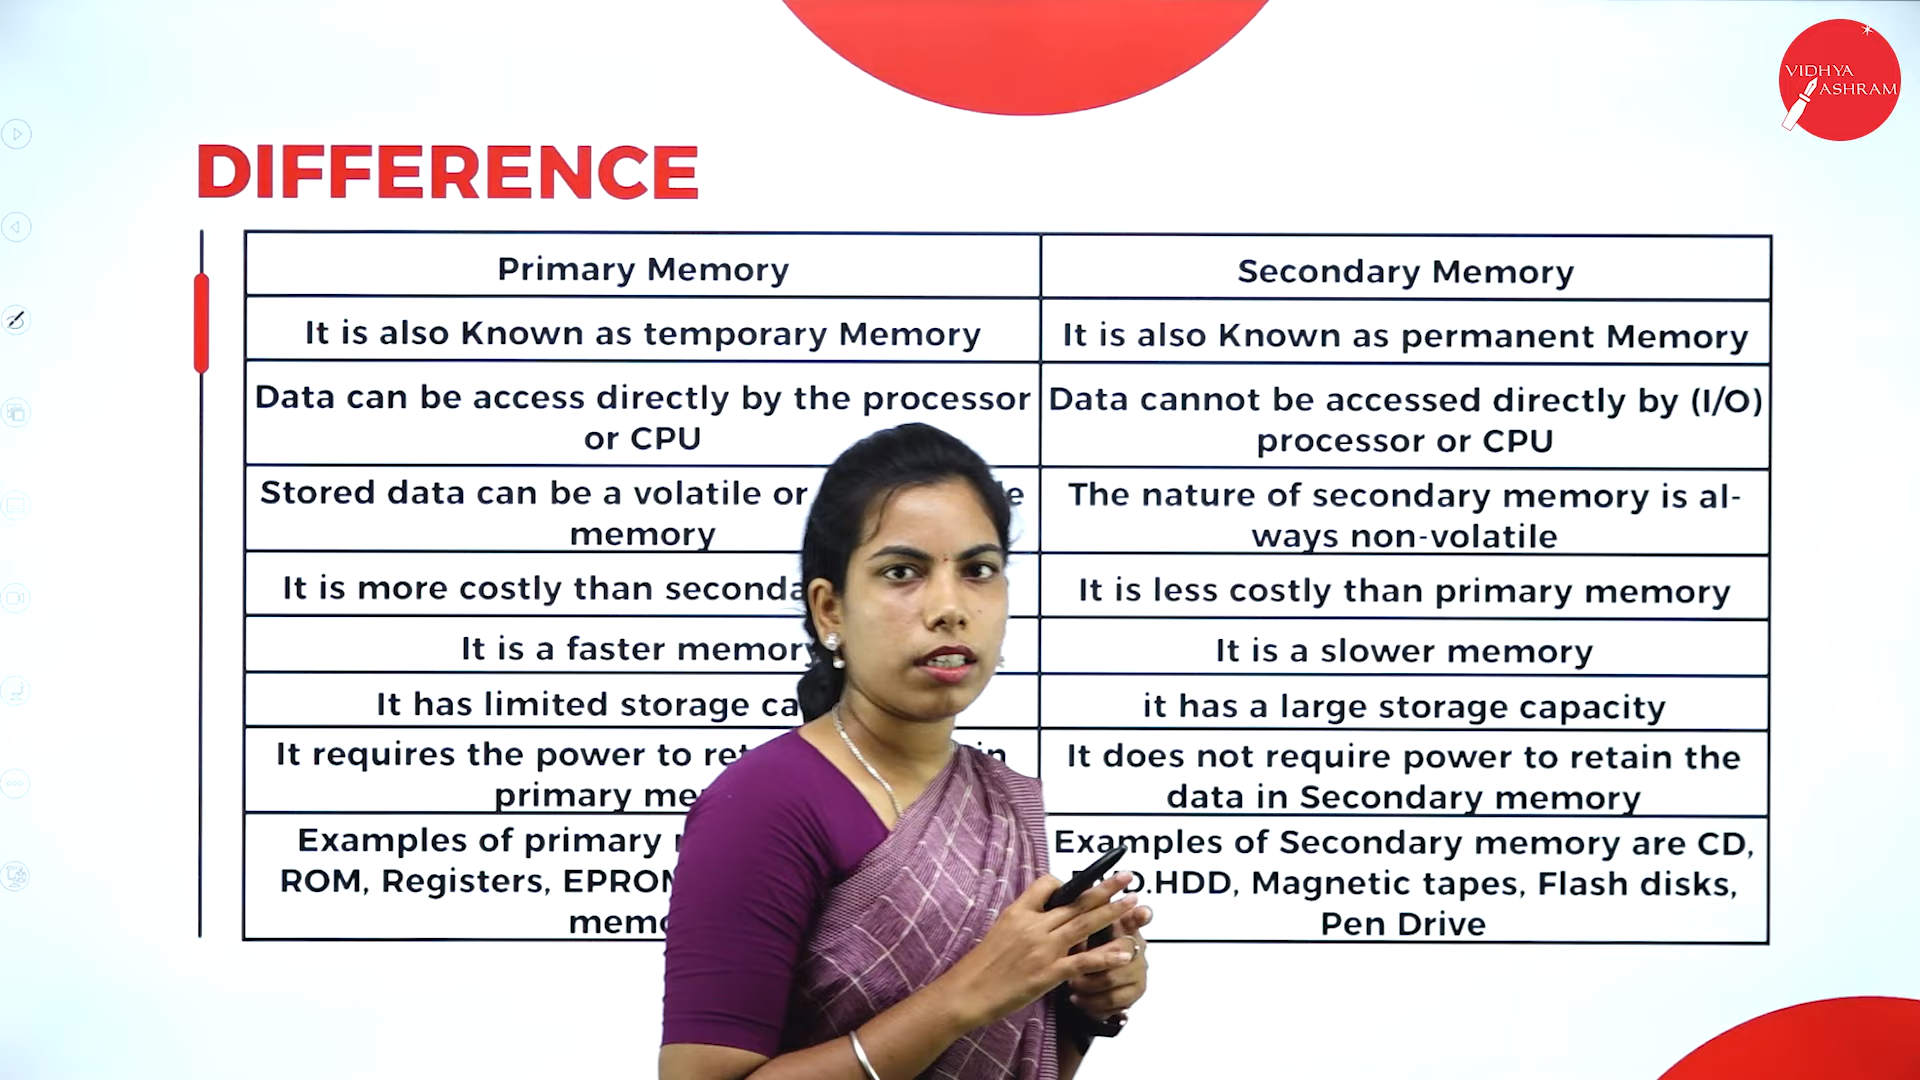 VIDHYA
ASHRAM
DIFFERENCE
Primary Memory
Secondary Memory
It is also Known as temporary Memory
It is also Known as permanent Memory
Data can be access directly by the processor
or CPU
Data cannot be accessed directly by (I/O)
processor or CPU
Stored data can be a volatile or
memory
The nature of secondary memory is al-
ways non-volatile
It is more costly than
It is less costly than primary memory
It is a faster memory
It is a slower memory
It has limited storage
it has a large storage capacity
It requires the power to in
primary
It does not require power to retain the
data in Secondary memory
Examples of primary
ROM, Registers,
Examples of Secondary memory are CD,
HDD, Magnetic tapes, Flash disks,
Pen Drive